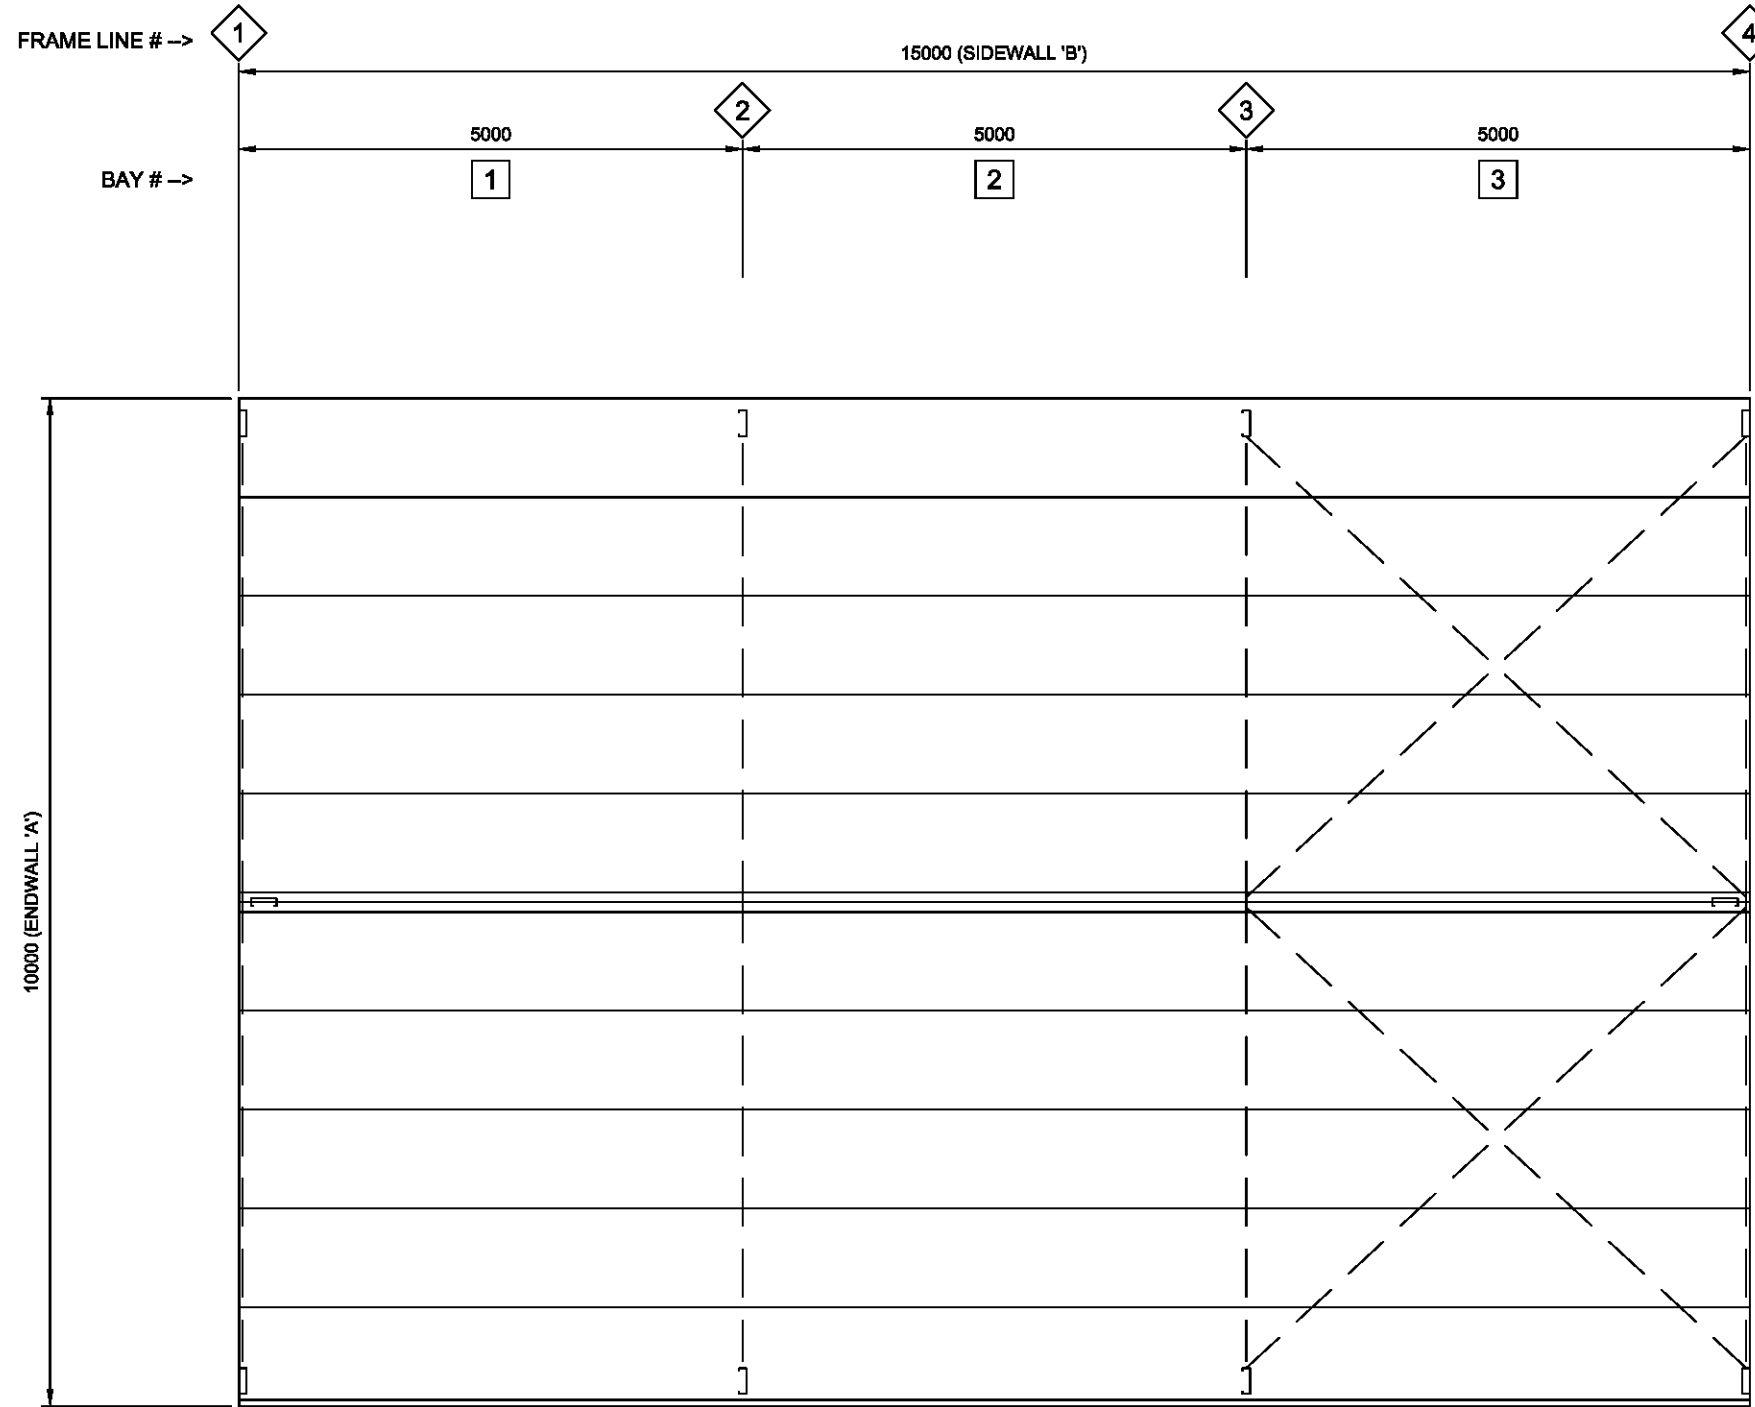 FRAME LINE # -->
1
4
15000 (SIDEWALL 'B')
2
3
5000
5000
5000
BAY # -->
1
2
3
10000 (ENDWALL 'A')